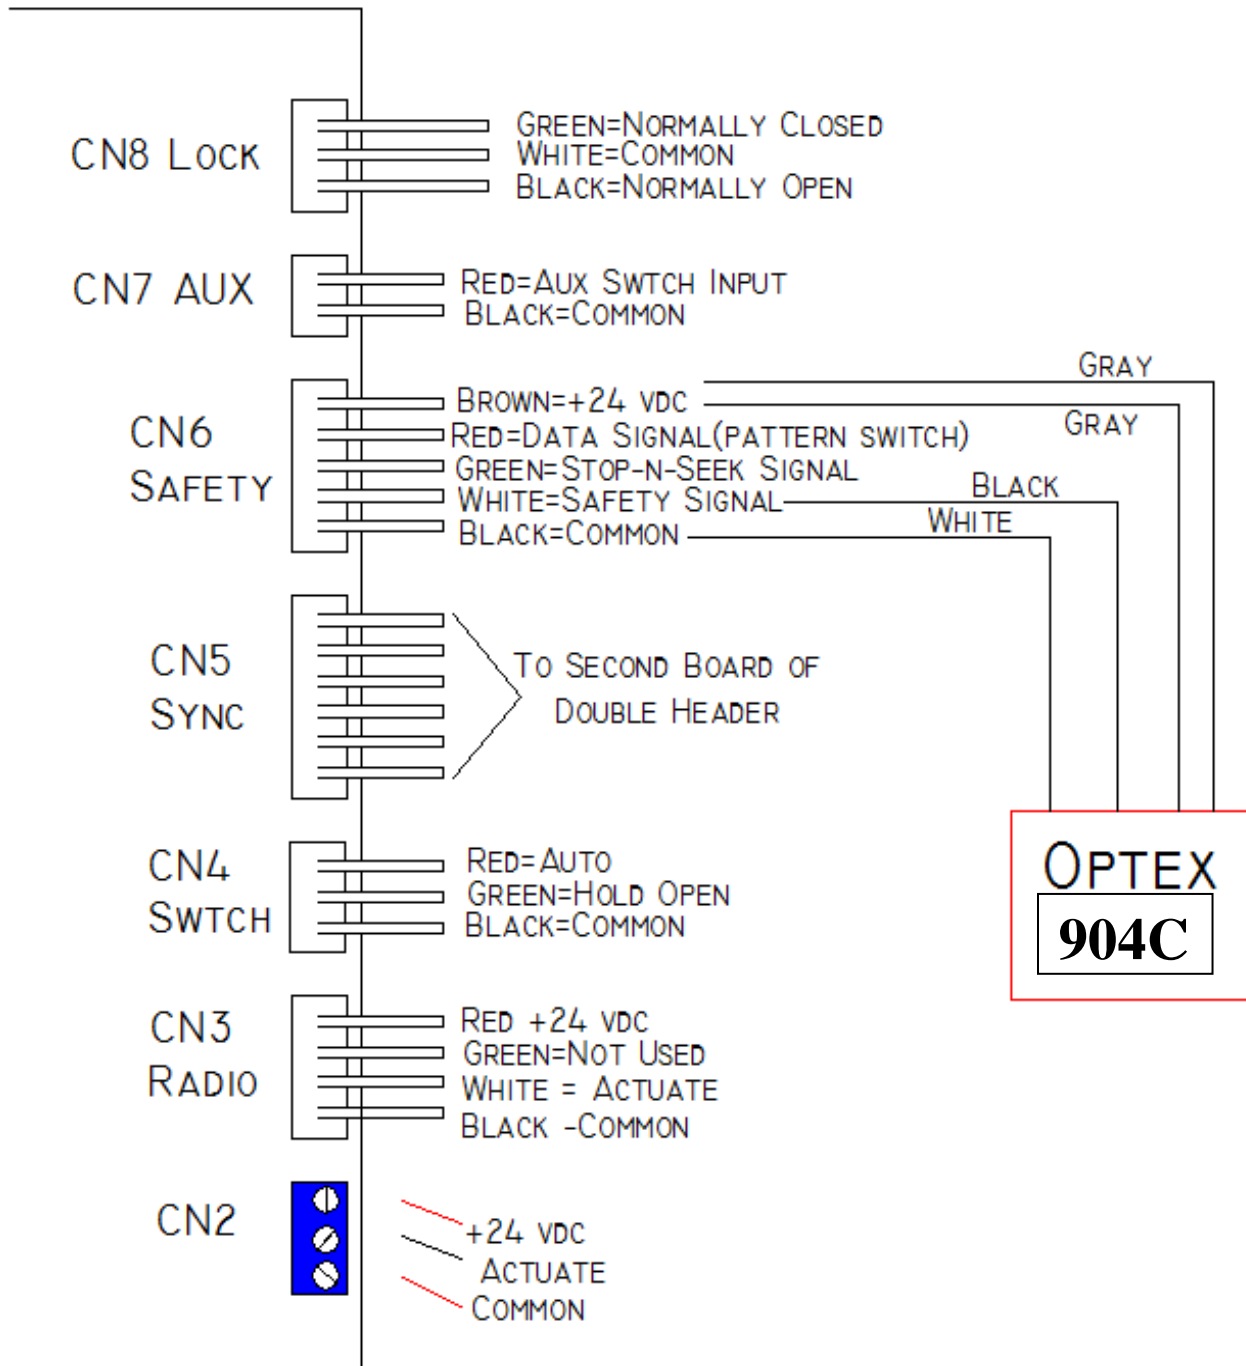 CN8 LOCK
GREEN=NORMALLY CLOSED
WHITE=COMMON
BLACK=NORMALLY OPEN
CN7 AUX
RED=AUX SWTCH INPUT
BLACK=COMMON
CN6
SAFETY
BROWN=+24 VDC
RED=DATA SIGNAL(PATTERN SWITCH)
GREEN=STOP-N-SEEK SIGNAL
WHITE=SAFETY SIGNAL
BLACK=COMMON
GRAY
GRAY
BLACK
WHITE
CN5
SYNC
TO SECOND BOARD OF
DOUBLE HEADER
OPTEX
904C
CN4
SWTCH
RED=AUTO
GREEN=HOLD OPEN
BLACK=COMMON
CN3
RADIO
RED +24 VDC
GREEN=NOT USED
WHITE = ACTUATE
BLACK -COMMON
CN2
+24 VDC
ACTUATE
COMMON